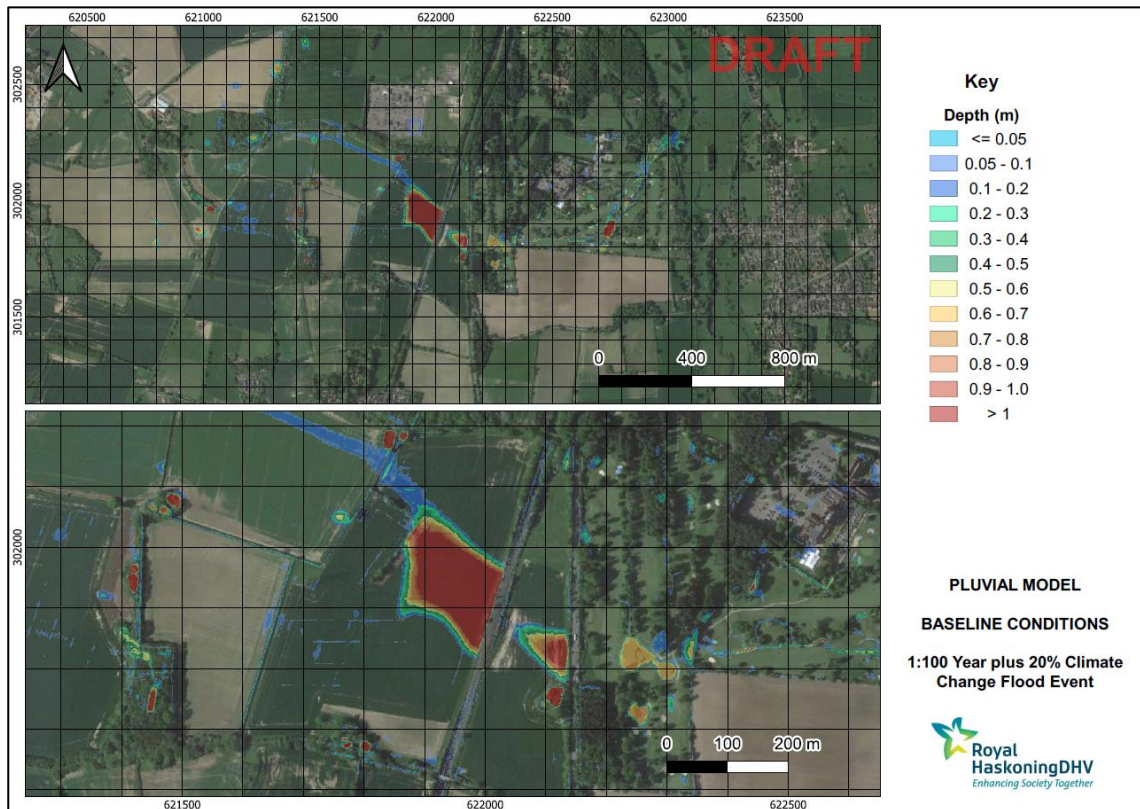 620500 621000 621500 622000 622500 623000 623500
DRAFT
302500
302000
301500
0 400 800 m
302000
0 100 200 m
621500 622000 622500
Key
Depth (m)
<= 0.05
0.05 - 0.1
0.1 - 0.2
0.2 - 0.3
0.3 - 0.4
0.4 - 0.5
0.5 - 0.6
0.6 - 0.7
0.7 - 0.8
0.8 - 0.9
0.9 - 1.0
> 1
PLUVIAL MODEL
BASELINE CONDITIONS
1:100 Year plus 20% Climate
Change Flood Event
Royal
HaskoningDHV
Enhancing Society Together